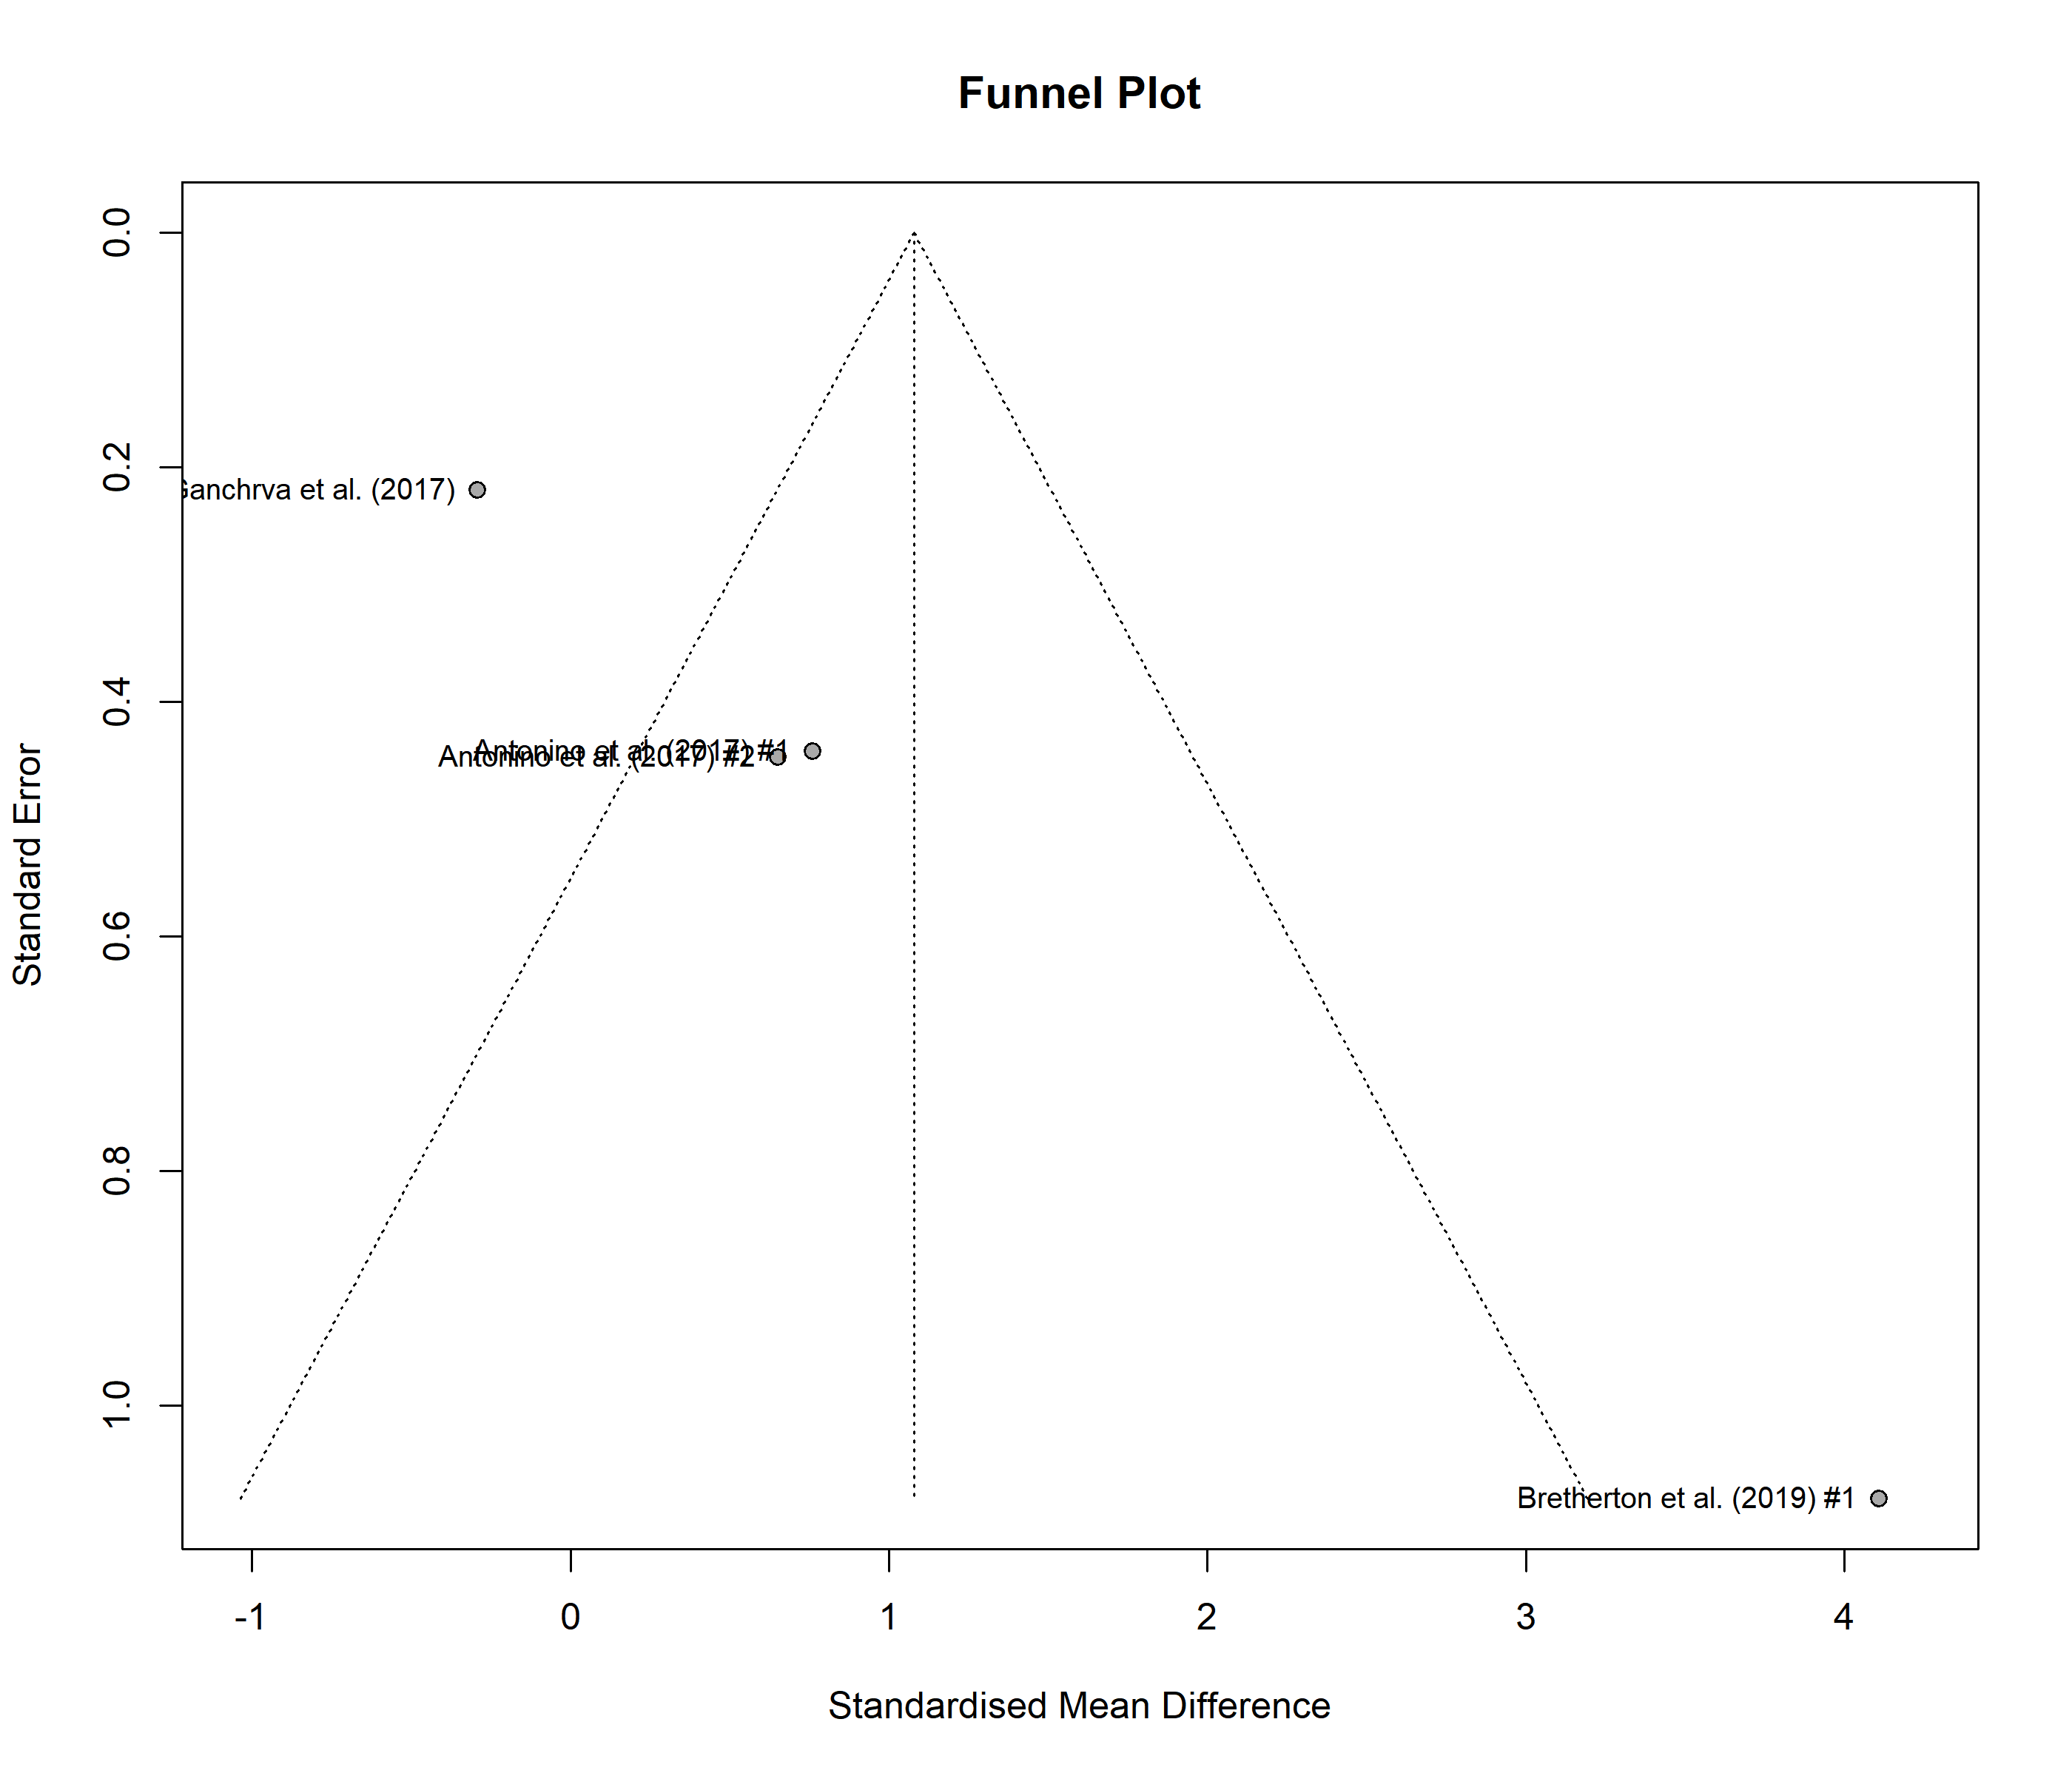 Funnel Plot
0.0
0.2
0.4
0.6
0.8
1.0
Standard Error
et al. (2017)
Antonino et al. (2017) #1
Antonino et al. (2017) #2
Bretherton et al. (2019) #1
-1
0
1
2
3
4
Standardised Mean Difference